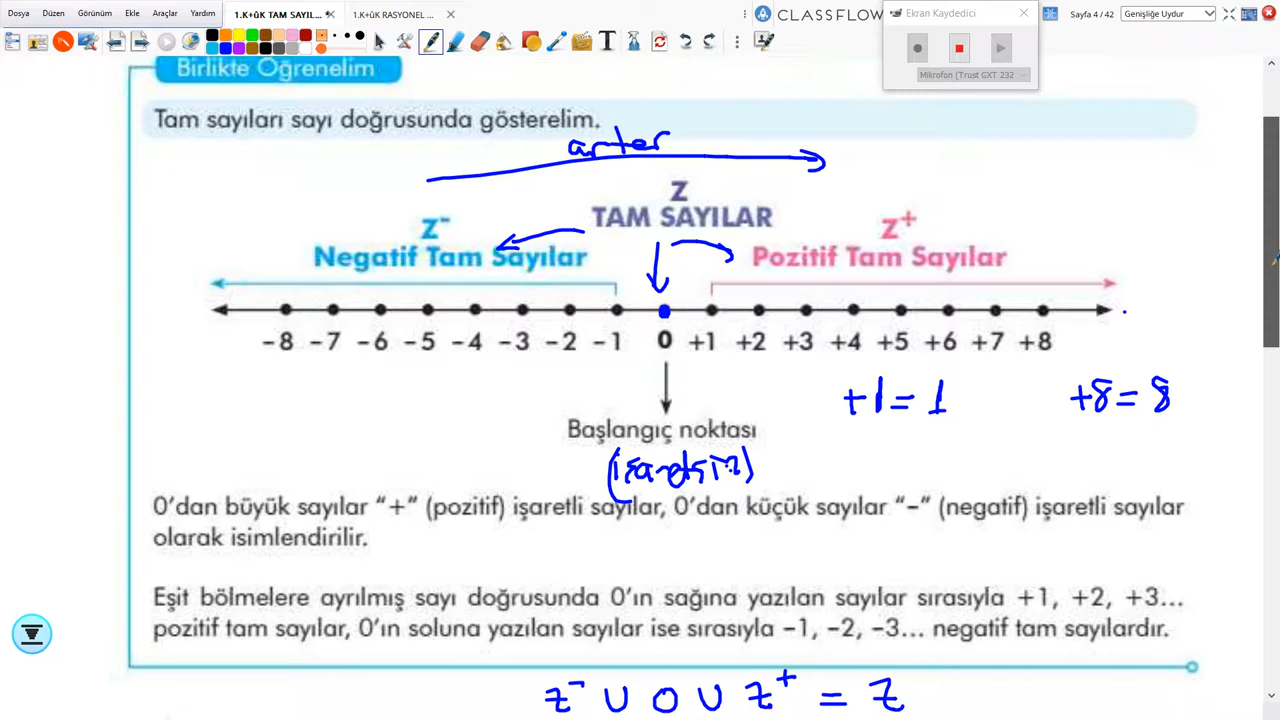 Dosya Düzen Görünüm Ekle Araçlar Yardım
1.K+ûK TAM SAYIL...*
1.K+ûK RASYONEL ...
CLASSFLOW
Ekran Kaydedici
Sayfa 4 / 42
Genişliğe Uydur
Mikrofon (Trust GXT 232
Birlikte Öğrenelim
Tam sayıları sayı doğrusunda gösterelim.
arter
Z
TAM SAYILAR
Z⁻
Negatif Tam Sayılar
Z⁺
Pozitif Tam Sayılar
−8 −7 −6 −5 −4 −3 −2 −1 0 +1 +2 +3 +4 +5 +6 +7 +8
+1 = 1
+8 = 8
Başlangıç noktası
0’dan büyük sayılar “+” (pozitif) işaretli sayılar, 0’dan küçük sayılar “–” (negatif) işaretli sayılar
olarak isimlendirilir.
Eşit bölmelere ayrılmış sayı doğrusunda 0’ın sağına yazılan sayılar sırasıyla +1, +2, +3...
pozitif tam sayılar, 0’ın soluna yazılan sayılar ise sırasıyla −1, −2, −3... negatif tam sayılardır.
Z⁻ ∪ 0 ∪ Z⁺ = Z